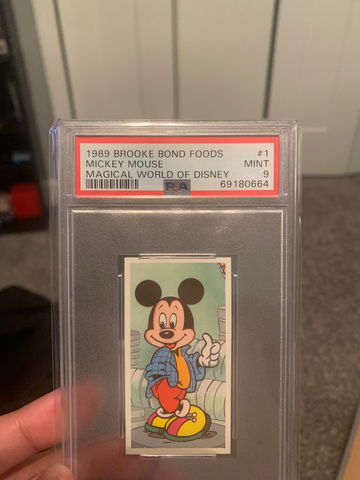 1989 BROOKE BOND FOODS #1
MICKEY MOUSE MINT
MAGICAL WORLD OF DISNEY 9
PSA 69180664